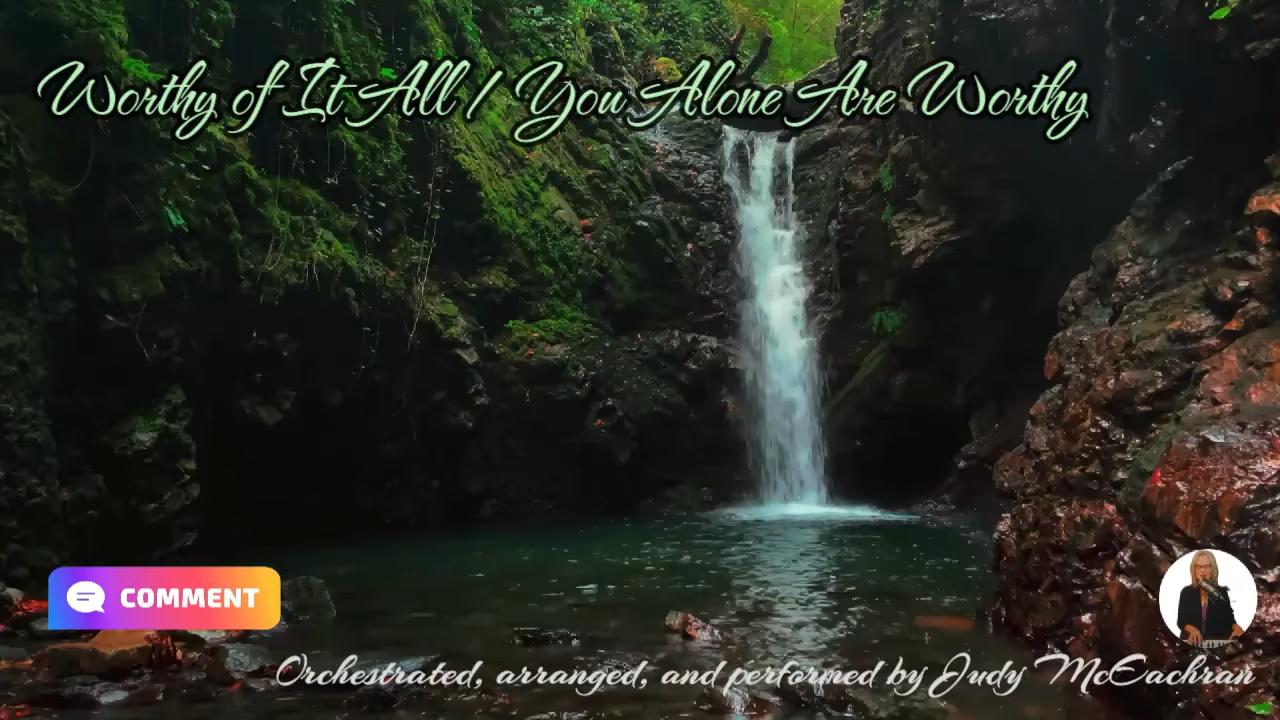 Worthy of It All / You Alone Are Worthy
COMMENT
Orchestrated, arranged, and performed by Judy McEachran